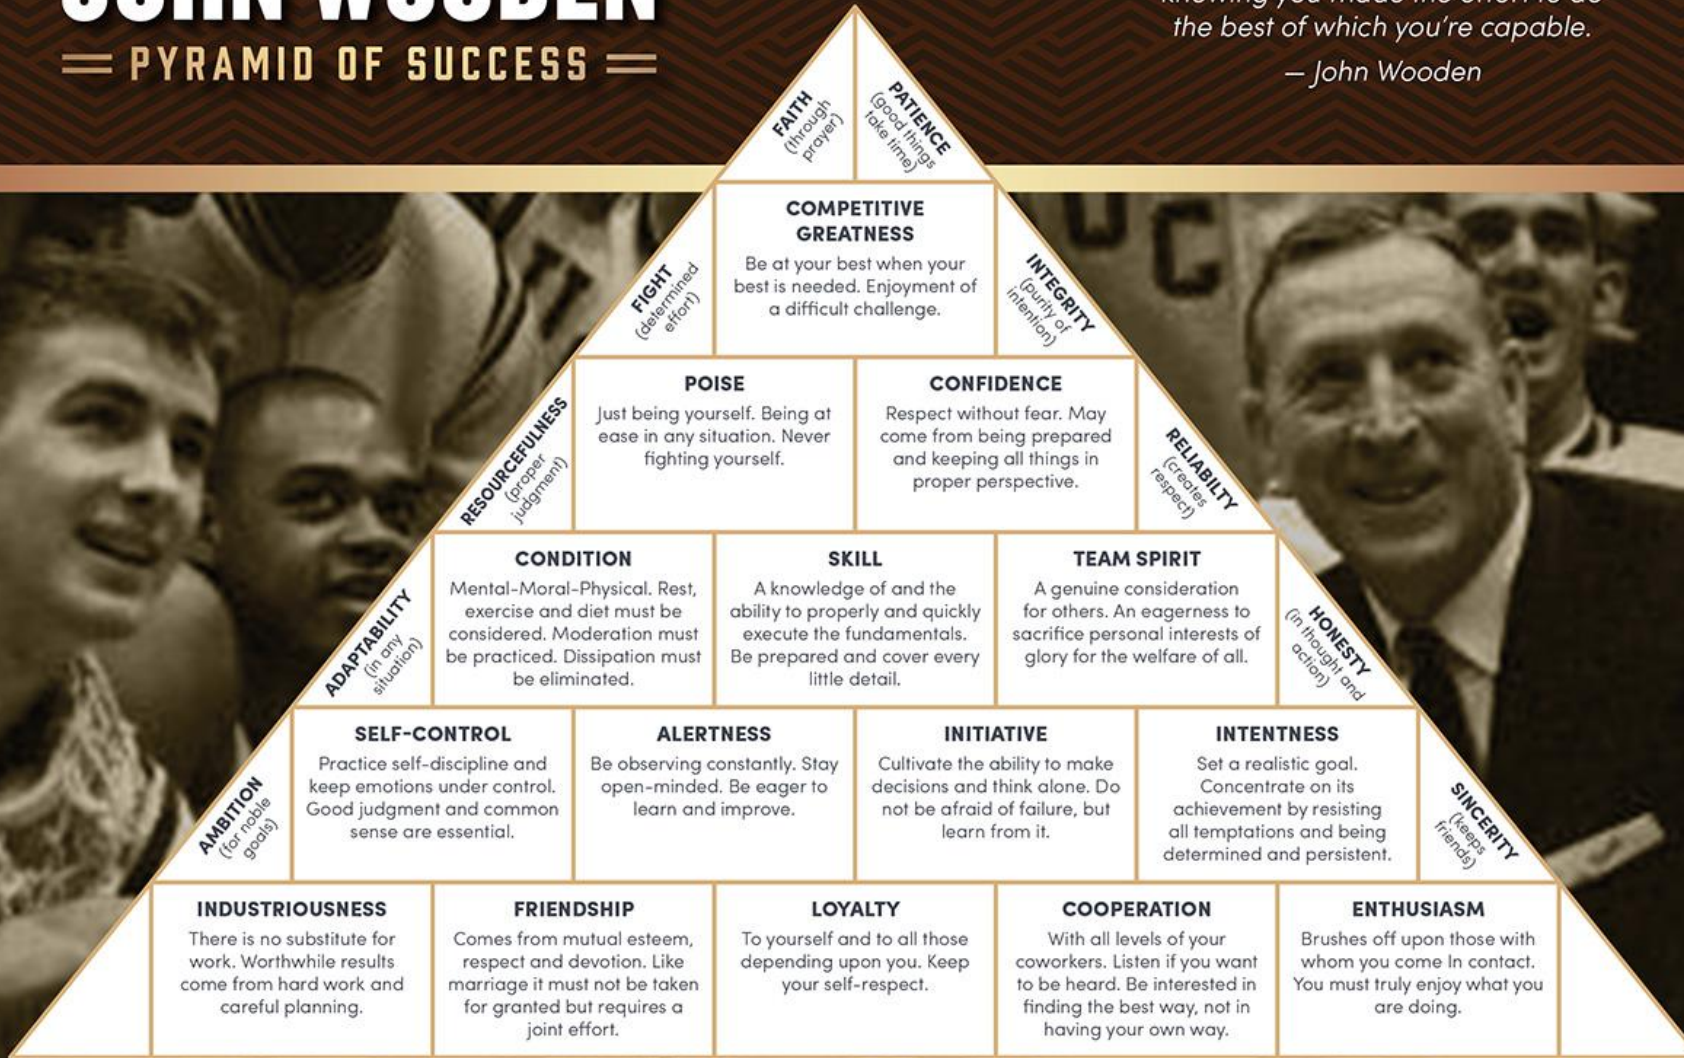 JOHN WOODEN
PYRAMID OF SUCCESS
knowing you made the effort to do
the best of which you're capable.
— John Wooden
FAITH
(through
prayer)
PATIENCE
(good things
take time)
FIGHT
(determined
effort)
COMPETITIVE
GREATNESS
Be at your best when your
best is needed. Enjoyment of
a difficult challenge.
INTEGRITY
(purity of
intention)
RESOURCEFULNESS
(proper
judgment)
POISE
Just being yourself. Being at
ease in any situation. Never
fighting yourself.
CONFIDENCE
Respect without fear. May
come from being prepared
and keeping all things in
proper perspective.
RELIABILTY
(creates
respect)
ADAPTABILITY
(in any
situation)
CONDITION
Mental-Moral-Physical. Rest,
exercise and diet must be
considered. Moderation must
be practiced. Dissipation must
be eliminated.
SKILL
A knowledge of and the
ability to properly and quickly
execute the fundamentals.
Be prepared and cover every
little detail.
TEAM SPIRIT
A genuine consideration
for others. An eagerness to
sacrifice personal interests of
glory for the welfare of all.
HONESTY
(in thought and
action)
AMBITION
(for noble
goals)
SELF-CONTROL
Practice self-discipline and
keep emotions under control.
Good judgment and common
sense are essential.
ALERTNESS
Be observing constantly. Stay
open-minded. Be eager to
learn and improve.
INITIATIVE
Cultivate the ability to make
decisions and think alone. Do
not be afraid of failure, but
learn from it.
INTENTNESS
Set a realistic goal.
Concentrate on its
achievement by resisting
all temptations and being
determined and persistent.
SINCERITY
(keeps
friends)
INDUSTRIOUSNESS
There is no substitute for
work. Worthwhile results
come from hard work and
careful planning.
FRIENDSHIP
Comes from mutual esteem,
respect and devotion. Like
marriage it must not be taken
for granted but requires a
joint effort.
LOYALTY
To yourself and to all those
depending upon you. Keep
your self-respect.
COOPERATION
With all levels of your
coworkers. Listen if you want
to be heard. Be interested in
finding the best way, not in
having your own way.
ENTHUSIASM
Brushes off upon those with
whom you come In contact.
You must truly enjoy what you
are doing.